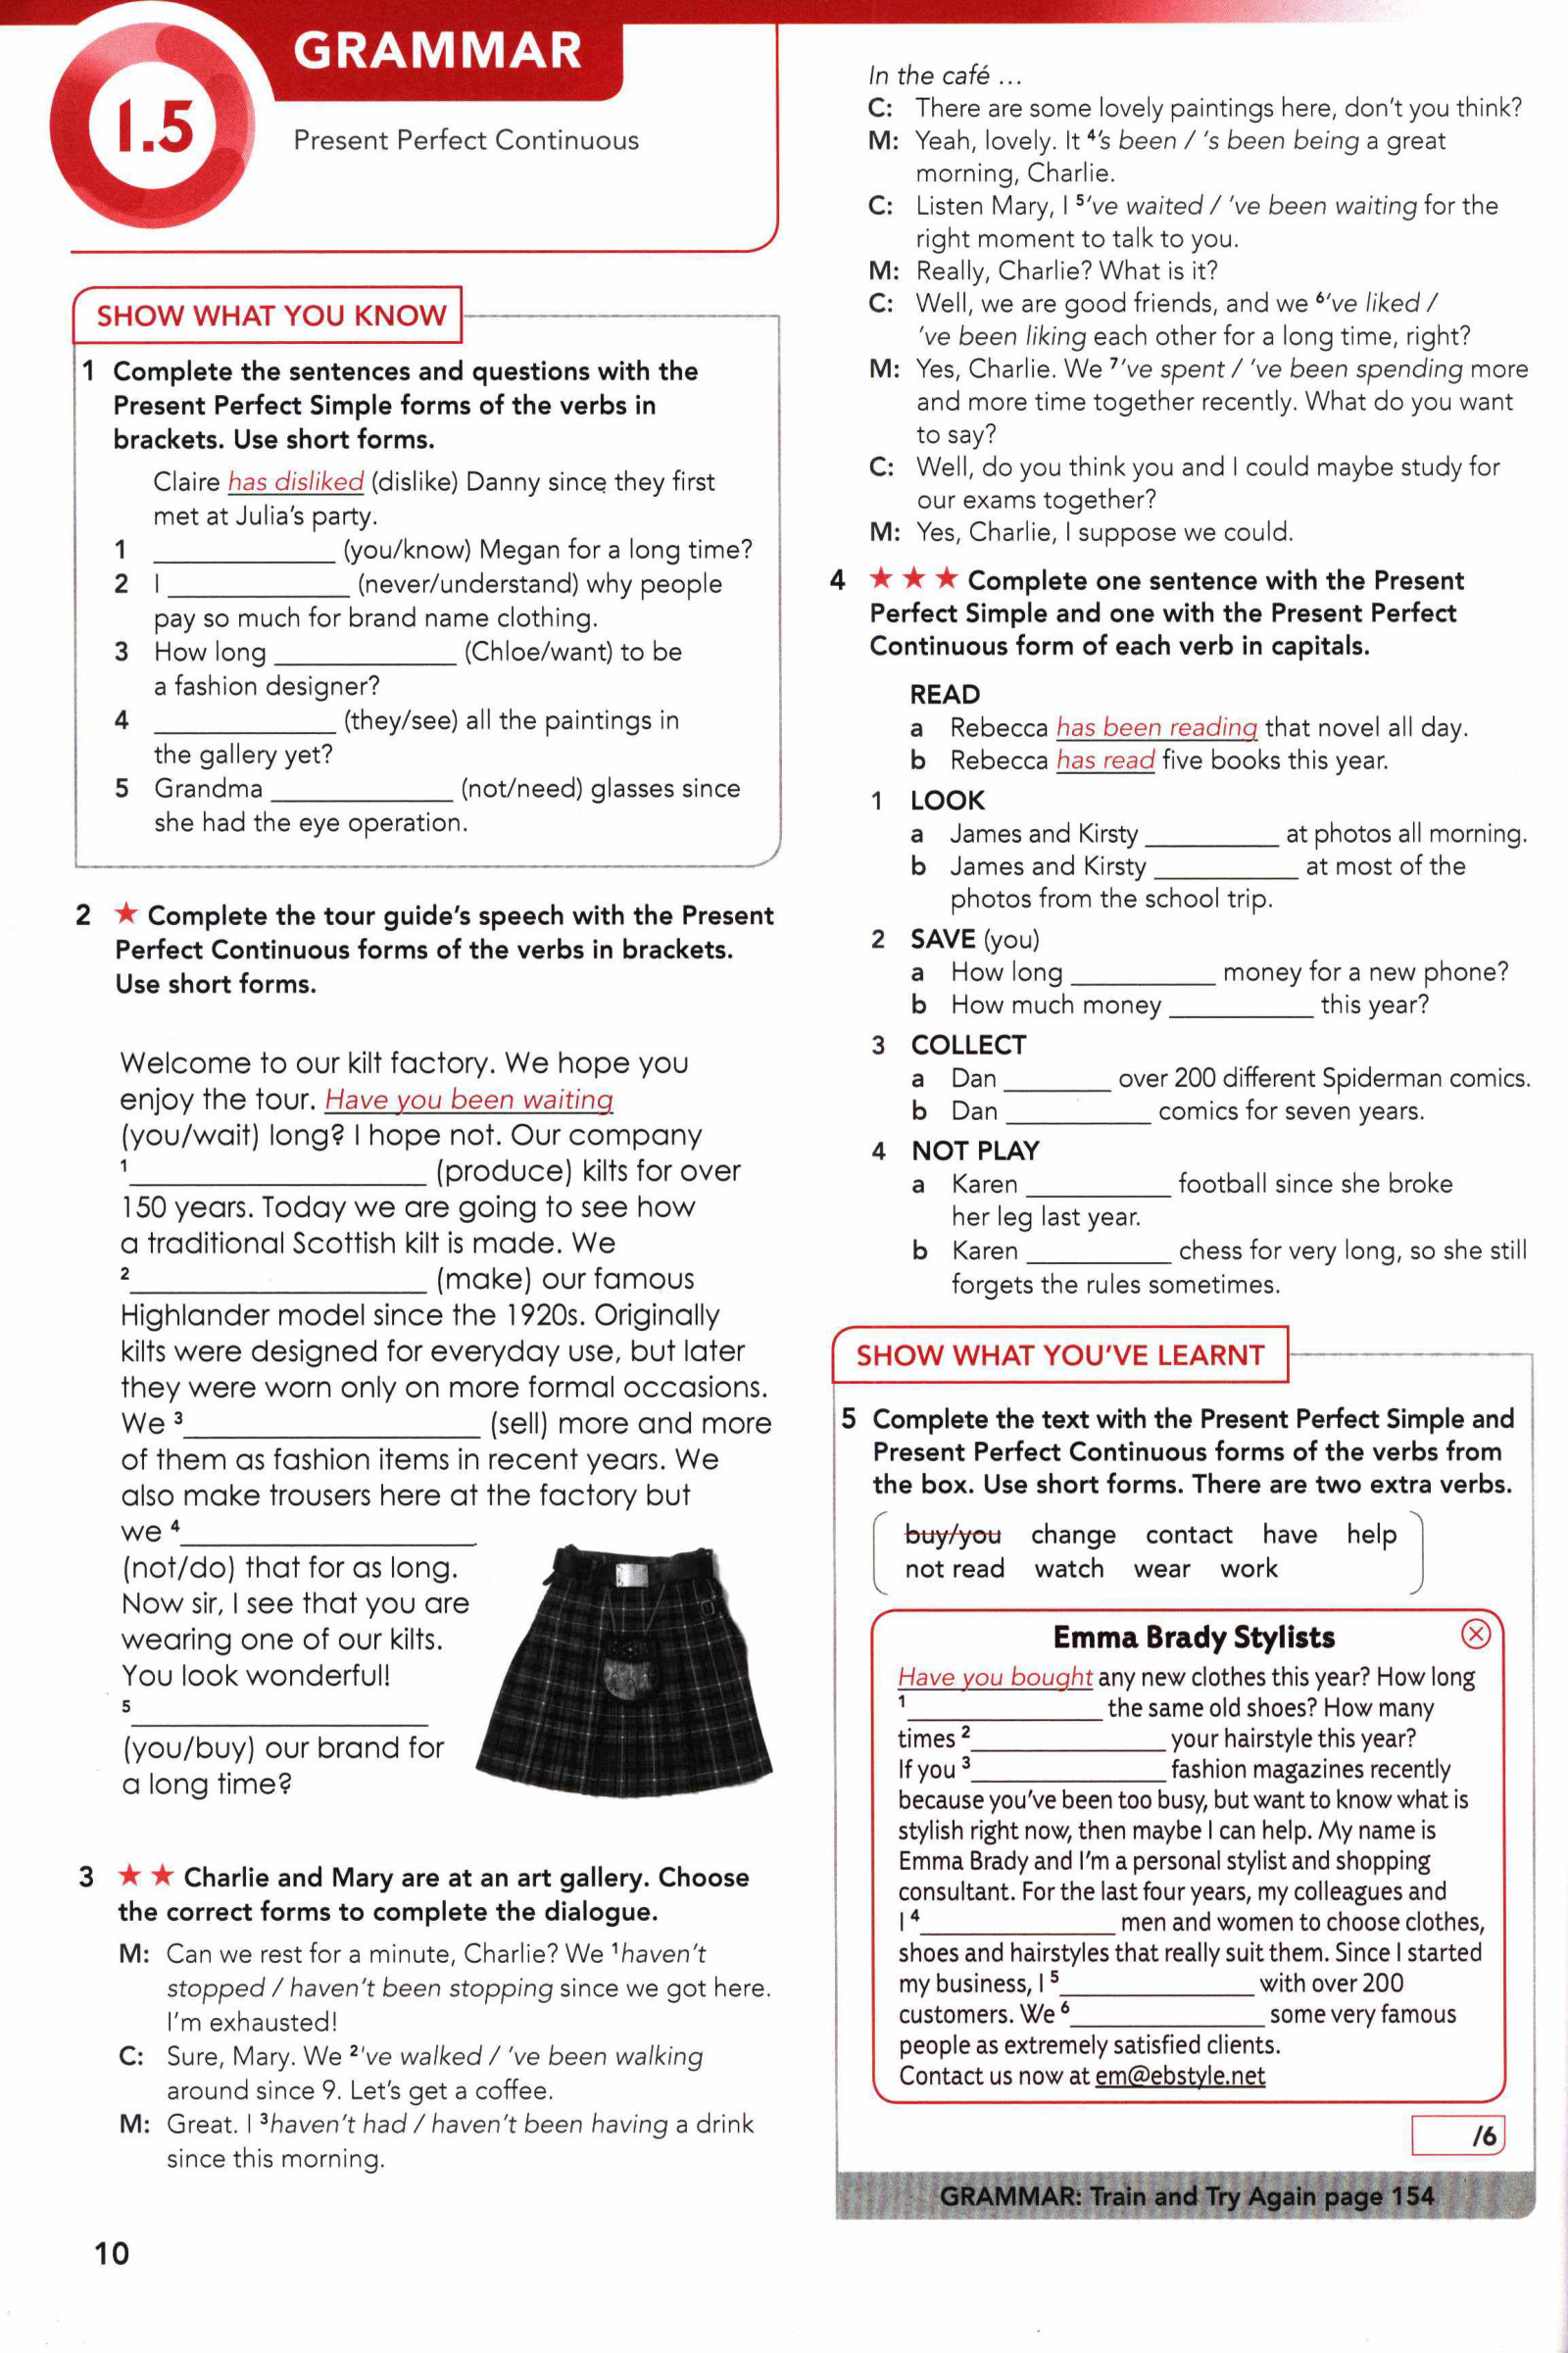 GRAMMAR
1.5
Present Perfect Continuous
SHOW WHAT YOU KNOW
1 Complete the sentences and questions with the
Present Perfect Simple forms of the verbs in
brackets. Use short forms.
Claire has disliked (dislike) Danny since they first
met at Julia's party.
1 ____________ (you/know) Megan for a long time?
2 I ____________ (never/understand) why people
pay so much for brand name clothing.
3 How long ____________ (Chloe/want) to be
a fashion designer?
4 ____________ (they/see) all the paintings in
the gallery yet?
5 Grandma ____________ (not/need) glasses since
she had the eye operation.
2 ★ Complete the tour guide's speech with the Present
Perfect Continuous forms of the verbs in brackets.
Use short forms.
Welcome to our kilt factory. We hope you
enjoy the tour. Have you been waiting
(you/wait) long? I hope not. Our company
1____________ (produce) kilts for over
150 years. Today we are going to see how
a traditional Scottish kilt is made. We
2____________ (make) our famous
Highlander model since the 1920s. Originally
kilts were designed for everyday use, but later
they were worn only on more formal occasions.
We 3____________ (sell) more and more
of them as fashion items in recent years. We
also make trousers here at the factory but
we 4____________
(not/do) that for as long.
Now sir, I see that you are
wearing one of our kilts.
You look wonderful!
5____________
(you/buy) our brand for
a long time?
3 ★ ★ Charlie and Mary are at an art gallery. Choose
the correct forms to complete the dialogue.
M: Can we rest for a minute, Charlie? We 1haven't
stopped / haven't been stopping since we got here.
I'm exhausted!
C: Sure, Mary. We 2've walked / 've been walking
around since 9. Let's get a coffee.
M: Great. I 3haven't had / haven't been having a drink
since this morning.
10
In the café ...
C: There are some lovely paintings here, don't you think?
M: Yeah, lovely. It 4's been / 's been being a great
morning, Charlie.
C: Listen Mary, I 5've waited / 've been waiting for the
right moment to talk to you.
M: Really, Charlie? What is it?
C: Well, we are good friends, and we 6've liked /
've been liking each other for a long time, right?
M: Yes, Charlie. We 7've spent / 've been spending more
and more time together recently. What do you want
to say?
C: Well, do you think you and I could maybe study for
our exams together?
M: Yes, Charlie, I suppose we could.
4 ★ ★ ★ Complete one sentence with the Present
Perfect Simple and one with the Present Perfect
Continuous form of each verb in capitals.
READ
a Rebecca has been reading that novel all day.
b Rebecca has read five books this year.
1 LOOK
a James and Kirsty ____________ at photos all morning.
b James and Kirsty ____________ at most of the
photos from the school trip.
2 SAVE (you)
a How long ____________ money for a new phone?
b How much money ____________ this year?
3 COLLECT
a Dan ____________ over 200 different Spiderman comics.
b Dan ____________ comics for seven years.
4 NOT PLAY
a Karen ____________ football since she broke
her leg last year.
b Karen ____________ chess for very long, so she still
forgets the rules sometimes.
SHOW WHAT YOU'VE LEARNT
5 Complete the text with the Present Perfect Simple and
Present Perfect Continuous forms of the verbs from
the box. Use short forms. There are two extra verbs.
buy/you change contact have help
not read watch wear work
Emma Brady Stylists
Have you bought any new clothes this year? How long
1____________ the same old shoes? How many
times 2____________ your hairstyle this year?
If you 3____________ fashion magazines recently
because you've been too busy, but want to know what is
stylish right now, then maybe I can help. My name is
Emma Brady and I'm a personal stylist and shopping
consultant. For the last four years, my colleagues and
I 4____________ men and women to choose clothes,
shoes and hairstyles that really suit them. Since I started
my business, I 5____________ with over 200
customers. We 6____________ some very famous
people as extremely satisfied clients.
Contact us now at em@ebstyle.net
/6
GRAMMAR: Train and Try Again page 154